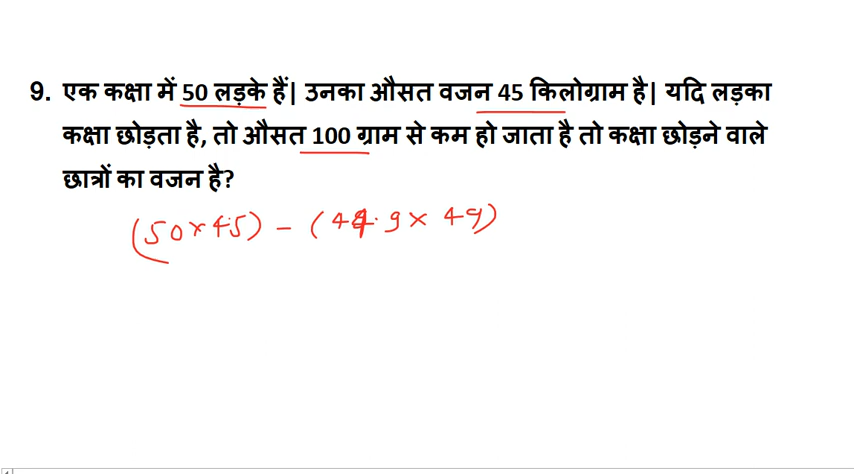 9. एक कक्षा में 50 लड़के हैं| उनका औसत वजन 45 किलोग्राम है| यदि लड़का
कक्षा छोड़ता है, तो औसत 100 ग्राम से कम हो जाता है तो कक्षा छोड़ने वाले
छात्रों का वजन है?
(50×45) - (44.9 × 49)